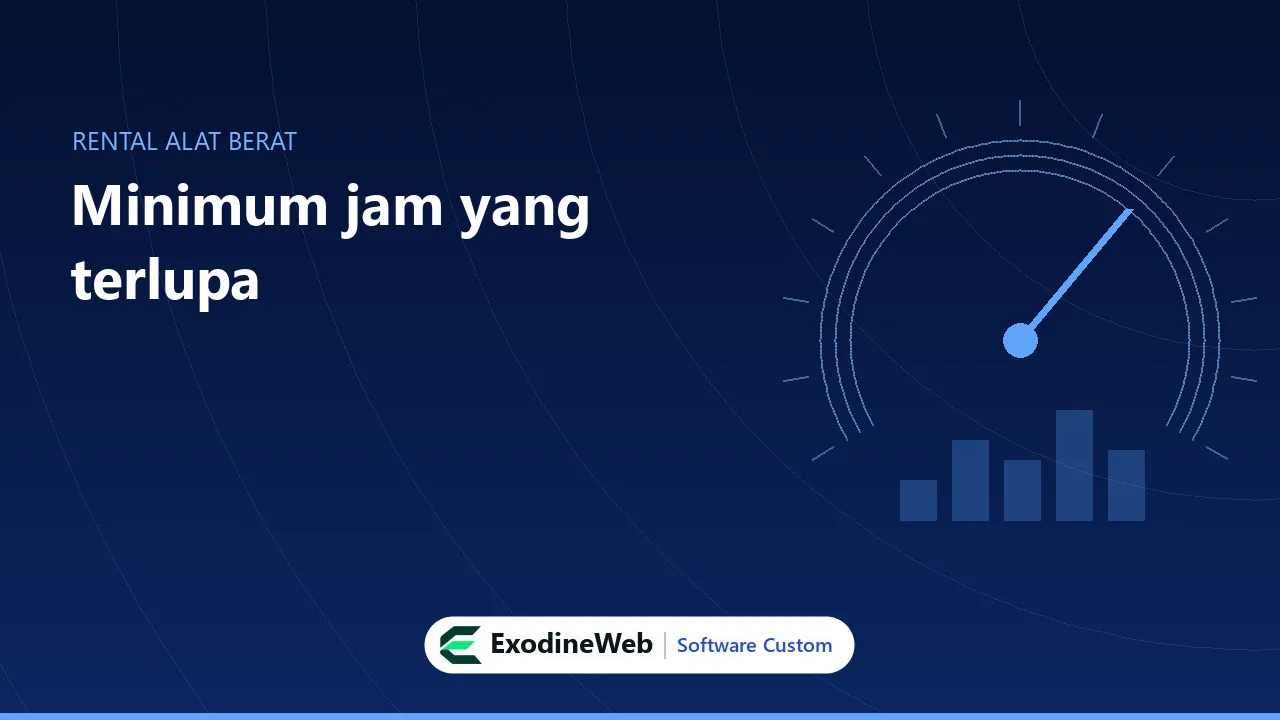 RENTAL ALAT BERAT
Minimum jam yang
terlupa
ExodineWeb | Software Custom